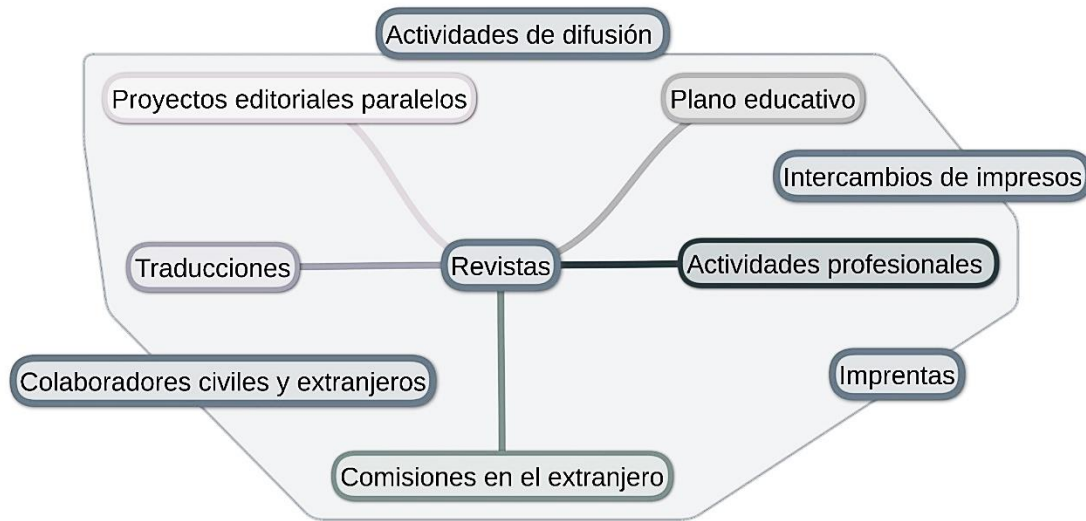 Actividades de difusión
Proyectos editoriales paralelos
Plano educativo
Intercambios de impresos
Traducciones
Revistas
Actividades profesionales
Colaboradores civiles y extranjeros
Imprentas
Comisiones en el extranjero